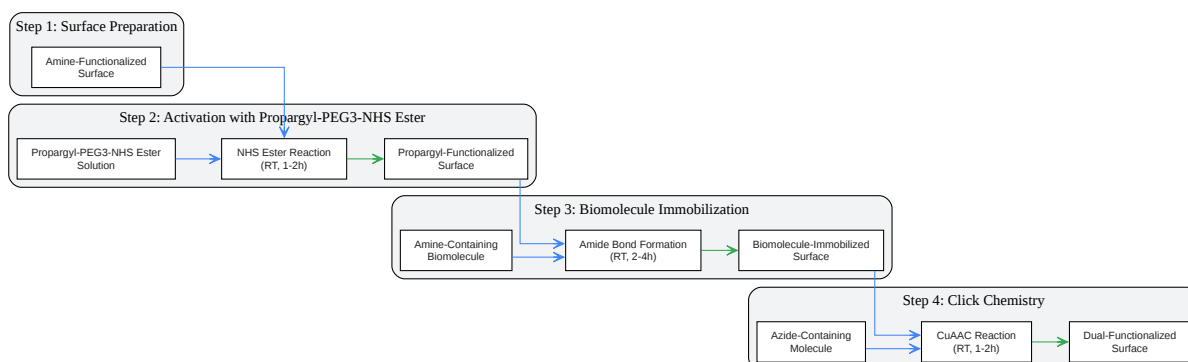 Step 1: Surface Preparation
Amine-Functionalized
Surface
Step 2: Activation with Propargyl-PEG3-NHS Ester
Propargyl-PEG3-NHS Ester
Solution
NHS Ester Reaction
(RT, 1-2h)
Propargyl-Functionalized
Surface
Step 3: Biomolecule Immobilization
Amine-Containing
Biomolecule
Amide Bond Formation
(RT, 2-4h)
Biomolecule-Immobilized
Surface
Step 4: Click Chemistry
Azide-Containing
Molecule
CuAAC Reaction
(RT, 1-2h)
Dual-Functionalized
Surface